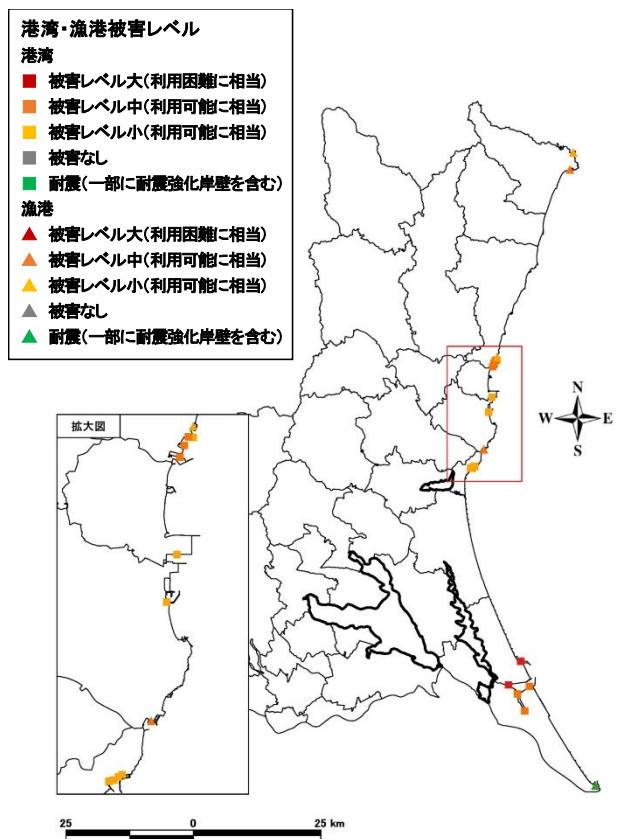 港湾・漁港被害レベル
港湾
被害レベル大(利用困難に相当)
被害レベル中(利用可能に相当)
被害レベル小(利用可能に相当)
被害なし
耐震(一部に耐震強化岸壁を含む)
漁港
被害レベル大(利用困難に相当)
被害レベル中(利用可能に相当)
被害レベル小(利用可能に相当)
被害なし
耐震(一部に耐震強化岸壁を含む)
N
W E
S
拡大図
25 0 25 km